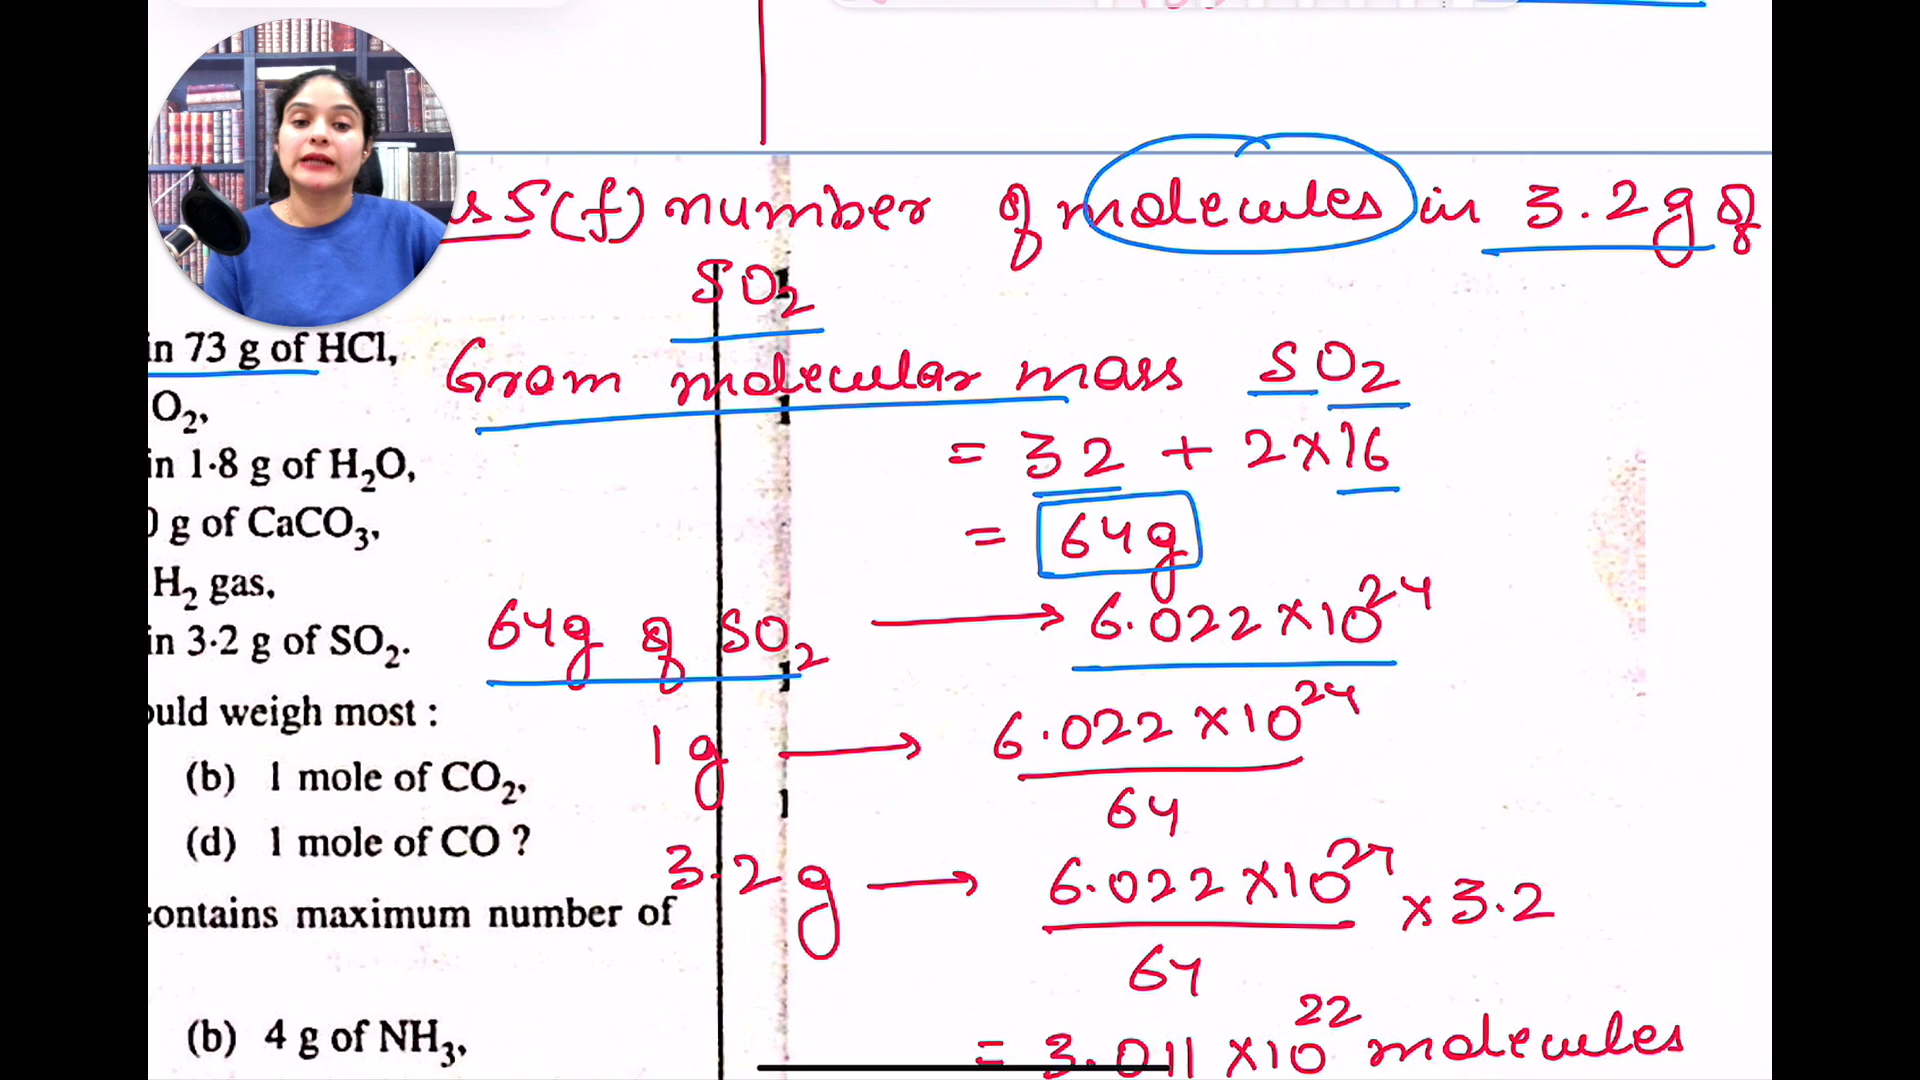 S(f) number of molecules in 3.2g of
SO2
in 73 g of HCl,
O2,
in 1·8 g of H2O,
g of CaCO3,
H2 gas.
in 3·2 g of SO2.
ould weigh most :
(b) 1 mole of CO2,
(d) 1 mole of CO ?
contains maximum number of
(b) 4 g of NH3,
Gram molecular mass SO2
= 32 + 2×16
= 64g
64g of SO2 → 6.022×10^24
1g → 6.022×10^24
64
3.2g → 6.022×10^24 × 3.2
64
= 3.011×10^22 molecules